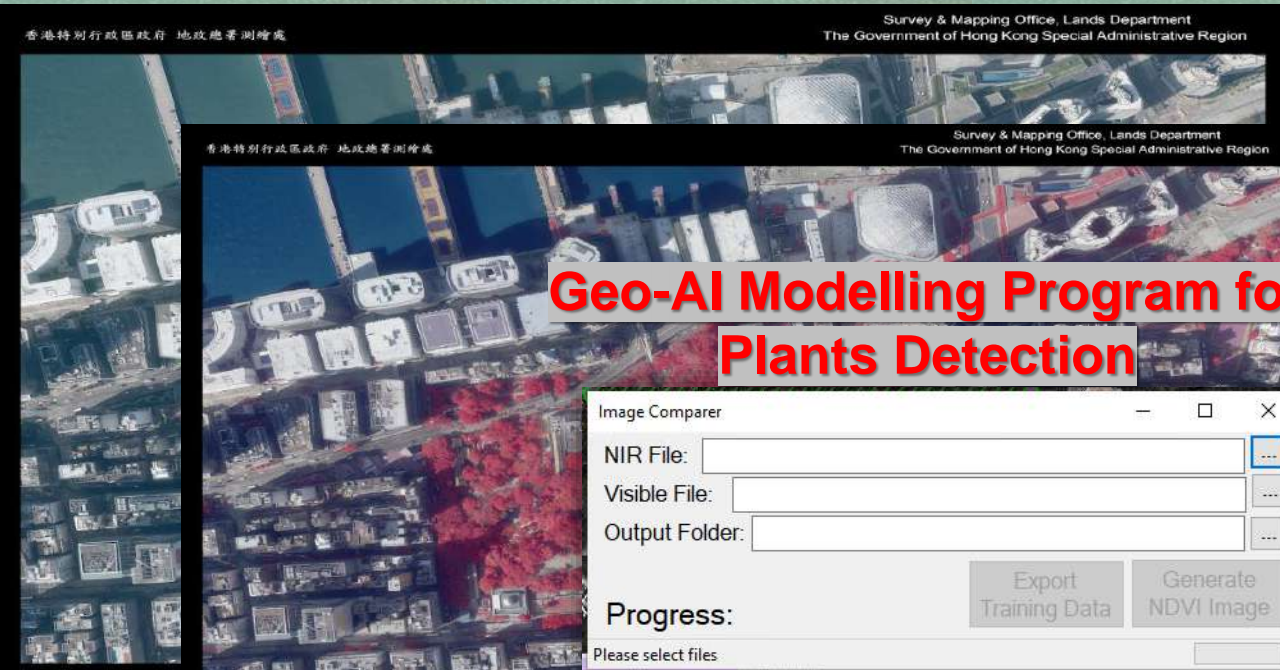 香港特別行政區政府 地政總署測繪處
Survey & Mapping Office, Lands Department
The Government of Hong Kong Special Administrative Region
香港特別行政區政府 地政總署測繪處
Survey & Mapping Office, Lands Department
The Government of Hong Kong Special Administrative Region
Geo-AI Modelling Program fo
Plants Detection
Image Comparer
NIR File:
...
Visible File:
...
Output Folder:
...
Export
Training Data
Generate
NDVI Image
Progress:
Please select files